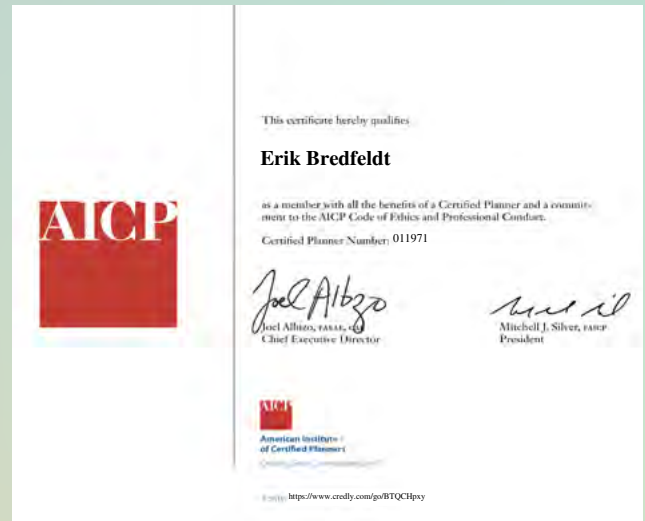 AICP
This certificate hereby qualifies
Erik Bredfeldt
as a member with all the benefits of a Certified Planner and a commit-
ment to the AICP Code of Ethics and Professional Conduct.
Certified Planner Number: 011971
Joel Albizo
Joel Albizo, FASAE, CAE
Chief Executive Director
Mitchell J. Silver, FAICP
President
AICP
American Institute
of Certified Planners
https://www.credly.com/go/BTQCHpxy